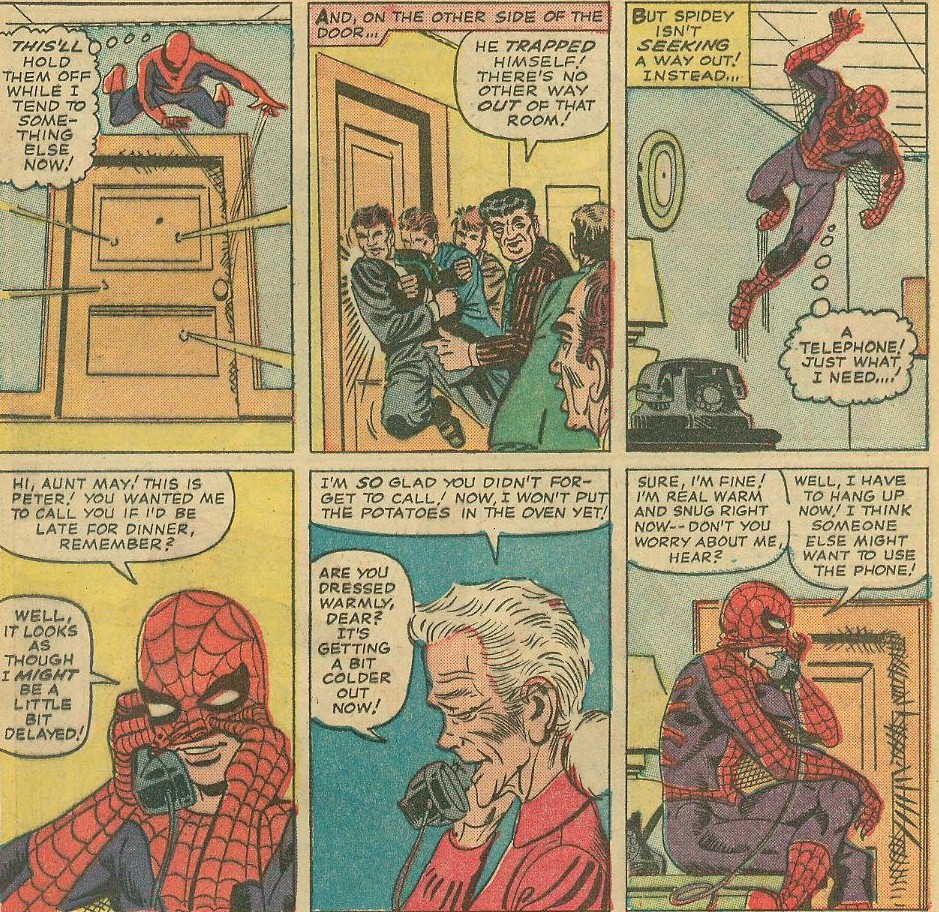 THIS'LL
HOLD
THEM OFF
WHILE I
TEND TO
SOME-
THING
ELSE
NOW!
AND, ON THE OTHER SIDE OF THE
DOOR...
HE TRAPPED
HIMSELF!
THERE'S NO
OTHER WAY
OUT OF THAT
ROOM!
BUT SPIDEY
ISN'T
SEEKING
A WAY OUT!
INSTEAD...
A
TELEPHONE!
JUST WHAT
I NEED...!
HI, AUNT MAY! THIS IS
PETER! YOU WANTED ME
TO CALL YOU IF I'D BE
LATE FOR DINNER,
REMEMBER?
WELL,
IT LOOKS
AS
THOUGH
I MIGHT
BE A
LITTLE
BIT
DELAYED!
I'M SO GLAD YOU DIDN'T FOR-
GET TO CALL! NOW, I WON'T PUT
THE POTATOES IN THE OVEN YET!
ARE YOU
DRESSED
WARMLY,
DEAR?
IT'S
GETTING
A BIT
COLDER
OUT
NOW!
SURE, I'M FINE!
I'M REAL WARM
AND SNUG RIGHT
NOW-- DON'T YOU
WORRY ABOUT ME,
HEAR?
WELL, I HAVE
TO HANG UP
NOW! I THINK
SOMEONE
ELSE MIGHT
WANT TO USE
THE PHONE!